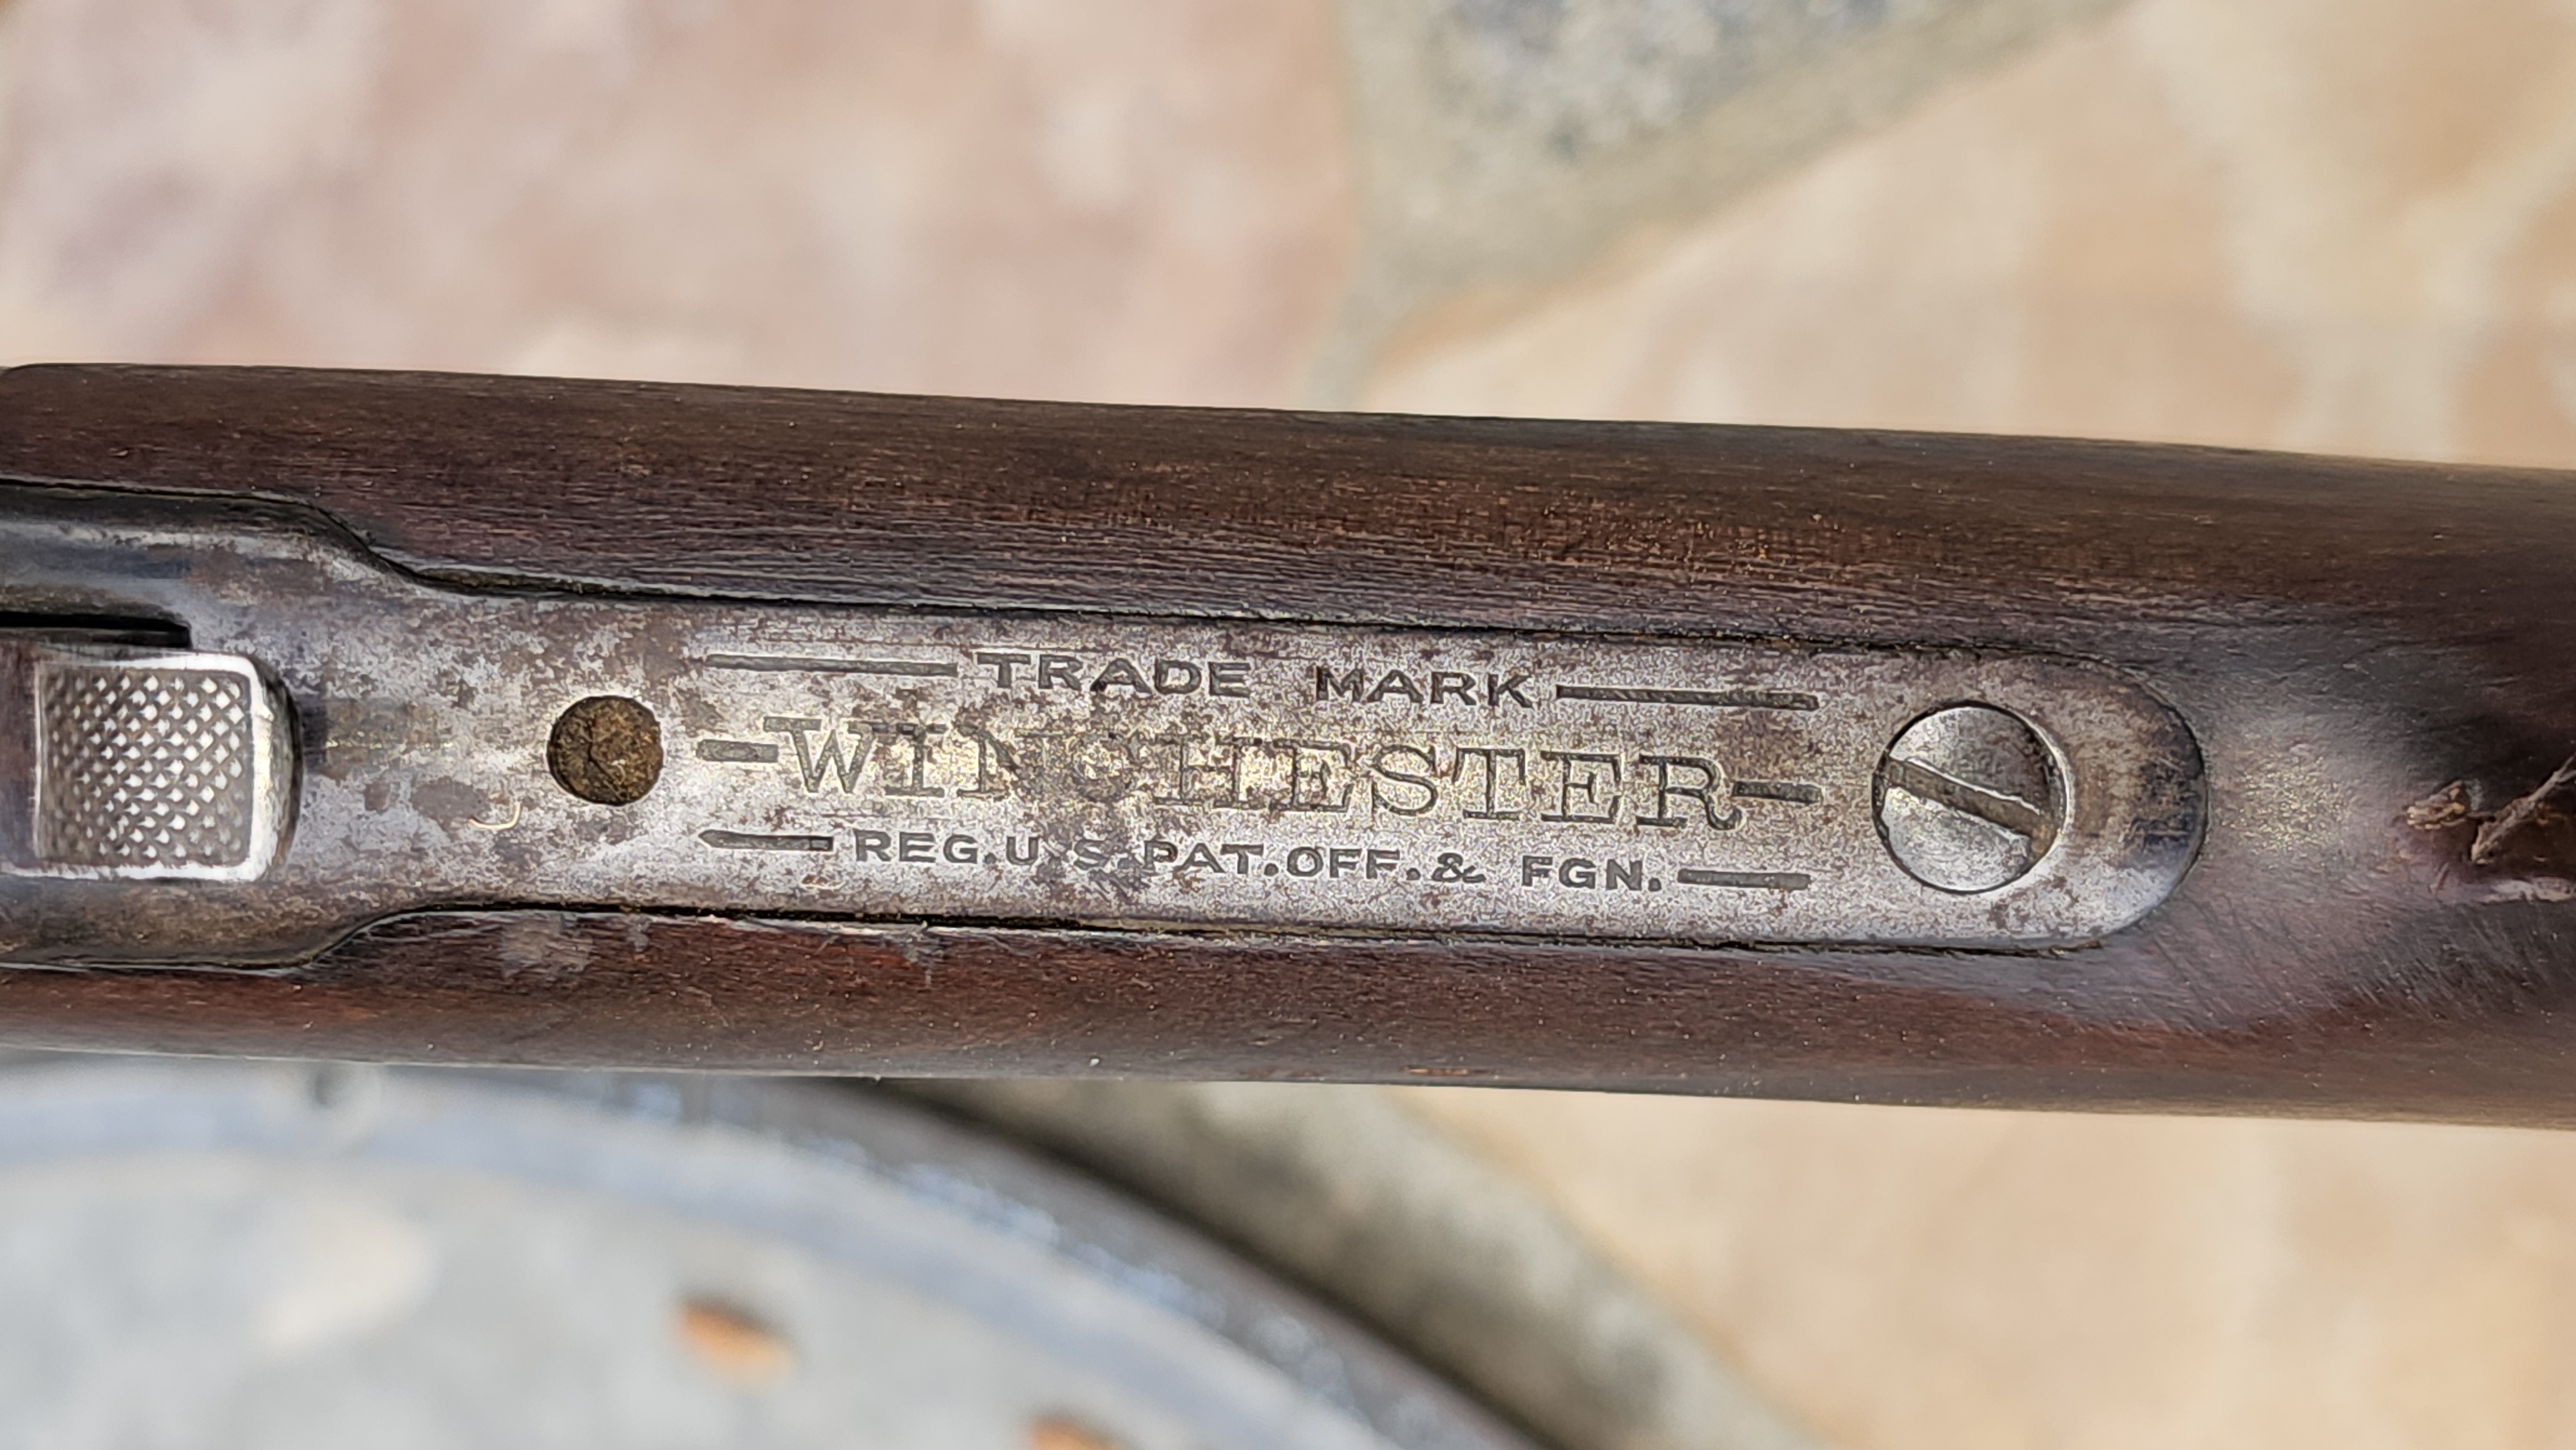 TRADE MARK
-WINCHESTER-
REG.U.S.PAT.OFF.& FGN.